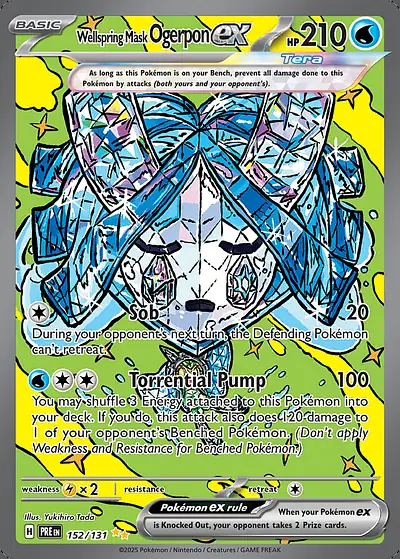 BASIC Wellspring Mask Ogerpon ex HP 210
Tera
As long as this Pokémon is on your Bench, prevent all damage done to this
Pokémon by attacks (both yours and your opponent's).
Sob 20
During your opponent's next turn, the Defending Pokémon
can't retreat.
Torrential Pump 100
You may shuffle 3 Energy attached to this Pokémon into
your deck. If you do, this attack also does 120 damage to
1 of your opponent's Benched Pokémon. (Don't apply
Weakness and Resistance for Benched Pokémon.)
weakness × 2 resistance retreat
Illus. Yukihiro Tada
Pokémon ex rule When your Pokémon ex
is Knocked Out, your opponent takes 2 Prize cards.
H PRE EN 152/131
©2025 Pokémon / Nintendo / Creatures / GAME FREAK